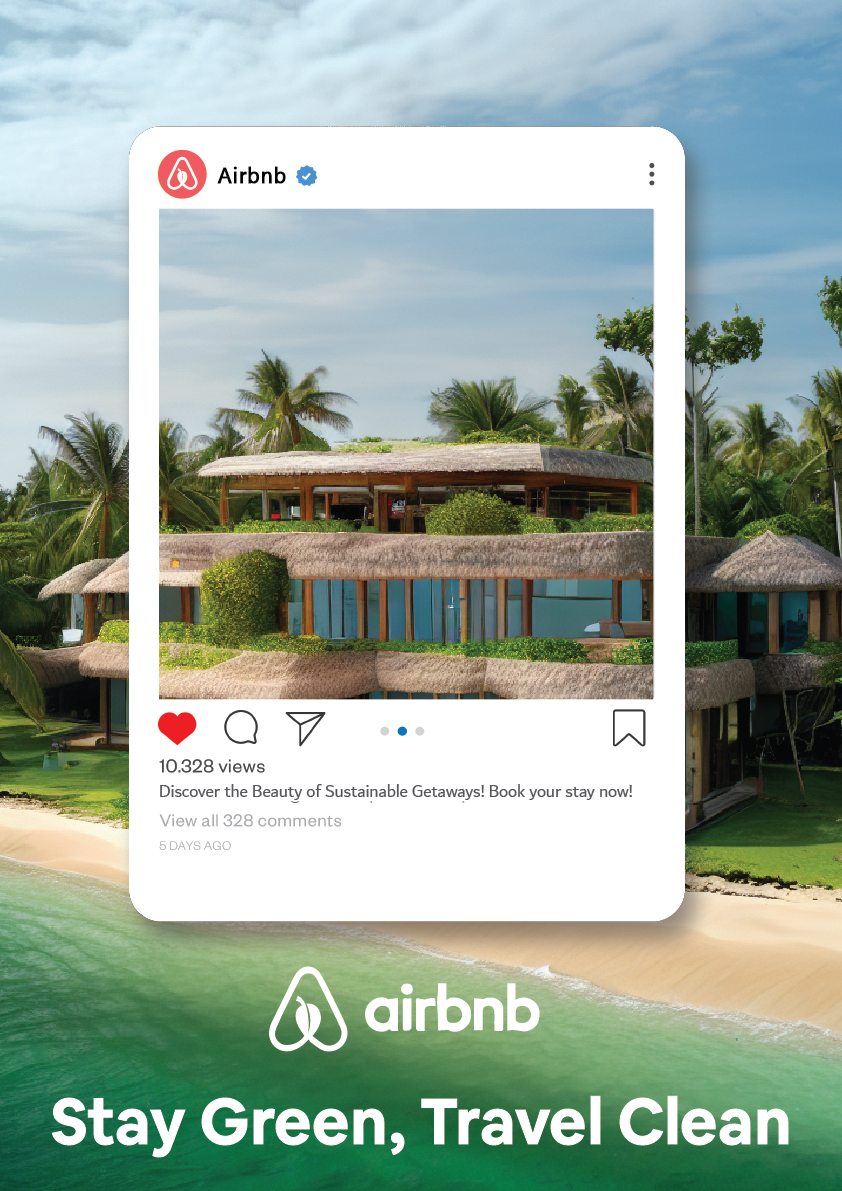 Airbnb
10.328 views
Discover the Beauty of Sustainable Getaways! Book your stay now!
View all 328 comments
5 DAYS AGO
airbnb
Stay Green, Travel Clean